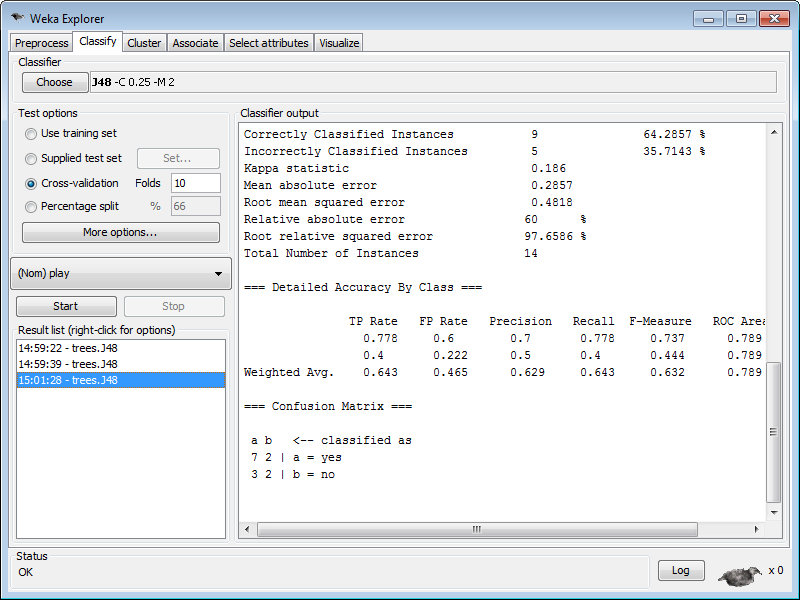 Weka Explorer
Preprocess Classify Cluster Associate Select attributes Visualize
Classifier
Choose J48 -C 0.25 -M 2
Test options
Use training set
Supplied test set Set...
Cross-validation Folds 10
Percentage split % 66
More options...
(Nom) play
Start Stop
Result list (right-click for options)
14:59:22 - trees.J48
14:59:39 - trees.J48
15:01:28 - trees.J48
Classifier output
Correctly Classified Instances 9 64.2857 %
Incorrectly Classified Instances 5 35.7143 %
Kappa statistic 0.186
Mean absolute error 0.2857
Root mean squared error 0.4818
Relative absolute error 60 %
Root relative squared error 97.6586 %
Total Number of Instances 14
=== Detailed Accuracy By Class ===
TP Rate FP Rate Precision Recall F-Measure ROC Area
0.778 0.6 0.7 0.778 0.737 0.789
0.4 0.222 0.5 0.4 0.444 0.789
Weighted Avg. 0.643 0.465 0.629 0.643 0.632 0.789
=== Confusion Matrix ===
a b <-- classified as
7 2 | a = yes
3 2 | b = no
Status
OK
Log x 0